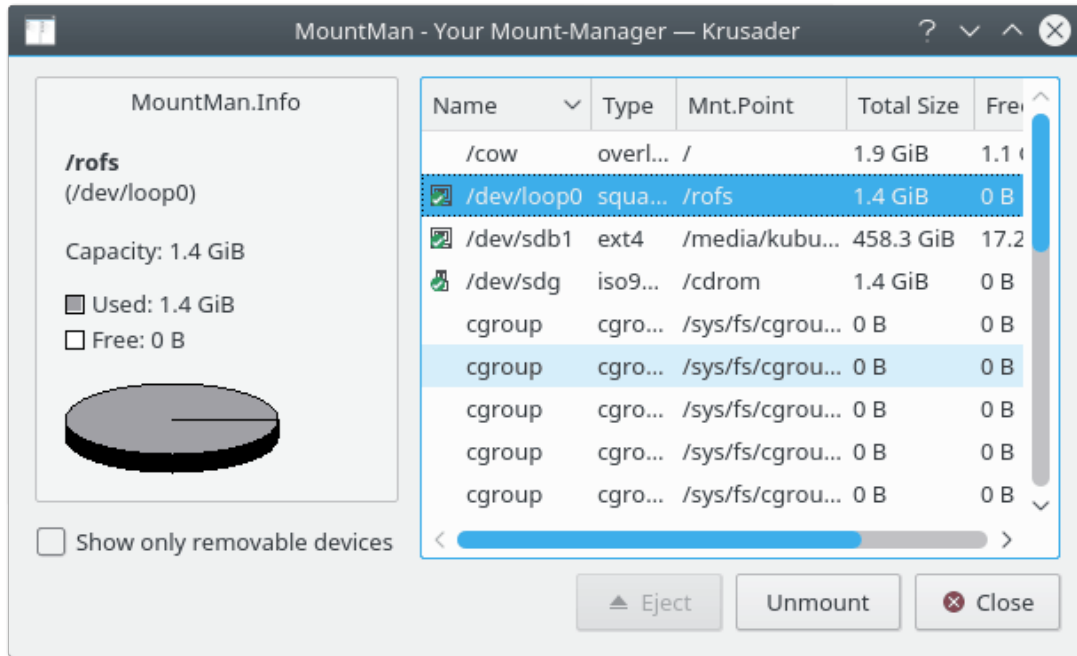 MountMan - Your Mount-Manager — Krusader
MountMan.Info
/rofs
(/dev/loop0)
Capacity: 1.4 GiB
Used: 1.4 GiB
Free: 0 B
Show only removable devices
Name Type Mnt.Point Total Size
/cow overl... / 1.9 GiB 1.1
/dev/loop0 squa... /rofs 1.4 GiB 0 B
/dev/sdb1 ext4 /media/kubu... 458.3 GiB 17.2
/dev/sdg iso9... /cdrom 1.4 GiB 0 B
cgroup cgro... /sys/fs/cgrou... 0 B 0 B
cgroup cgro... /sys/fs/cgrou... 0 B 0 B
cgroup cgro... /sys/fs/cgrou... 0 B 0 B
cgroup cgro... /sys/fs/cgrou... 0 B 0 B
cgroup cgro... /sys/fs/cgrou... 0 B 0 B
Eject Unmount Close